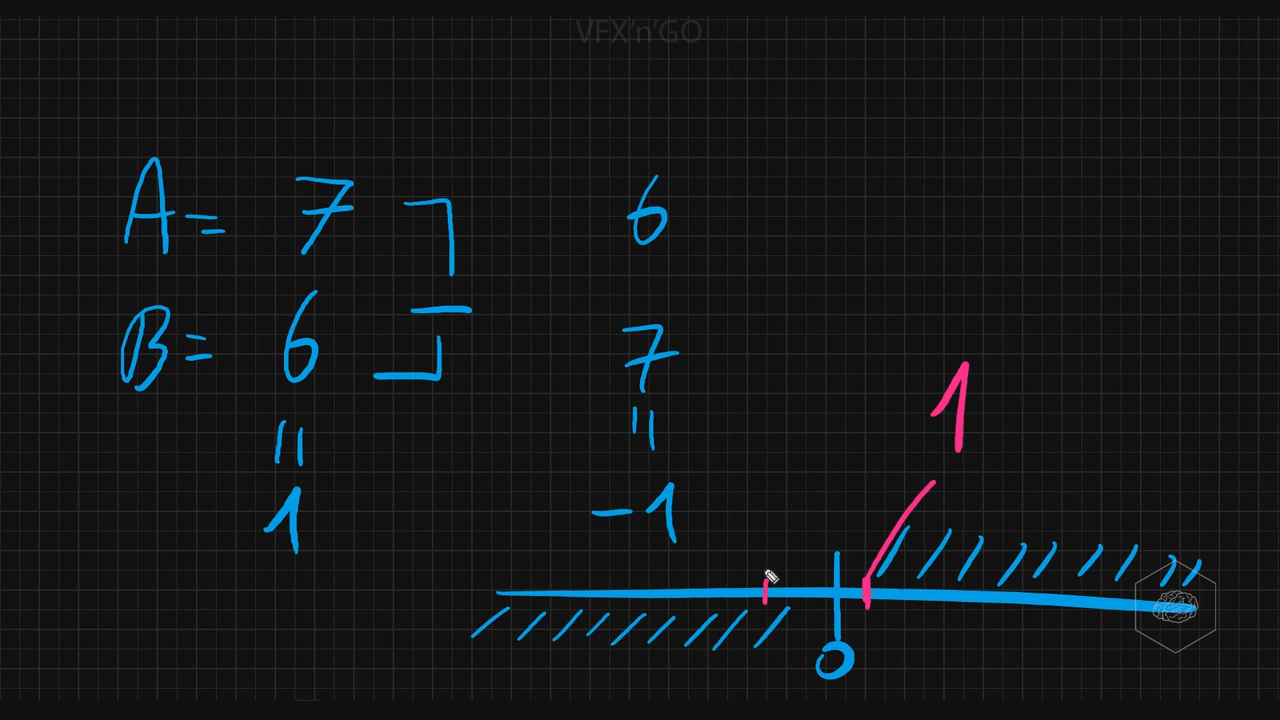 VFX'n'GO
A = 7 6
B = 6 7
= =
1 -1
1
0